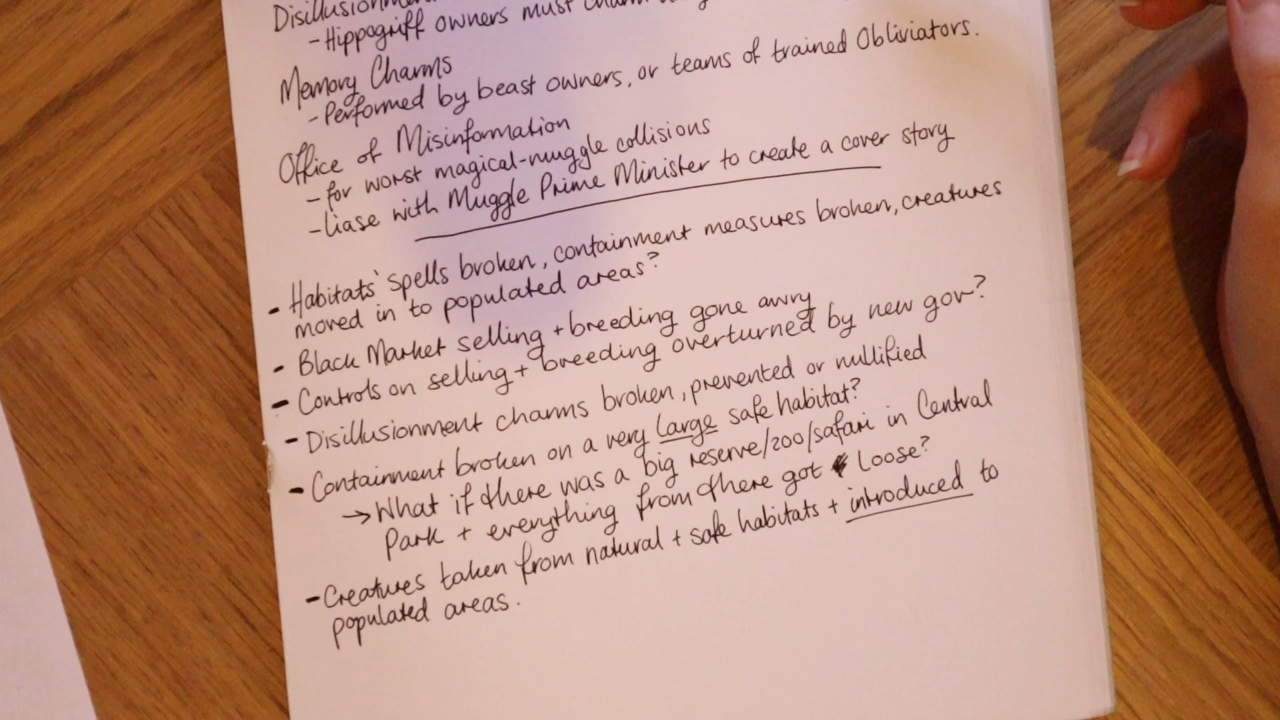 - Hippogriff owners must charm
Memory Charms
- Performed by beast owners, or teams of trained Obliviators.
Office of Misinformation
- for worst magical-muggle collisions
- Liase with Muggle Prime Minister to create a cover story
- Habitats' spells broken, containment measures broken, creatures
moved in to populated areas?
- Black Market selling + breeding gone awry
- Controls on selling + breeding overturned by new gov?
- Disillusionment charms broken, prevented or nullified
- Containment broken on a very large safe habitat?
→ What if there was a big reserve/zoo/safari in Central
Park + everything from there got loose?
- Creatures taken from natural + safe habitats + introduced to
populated areas.